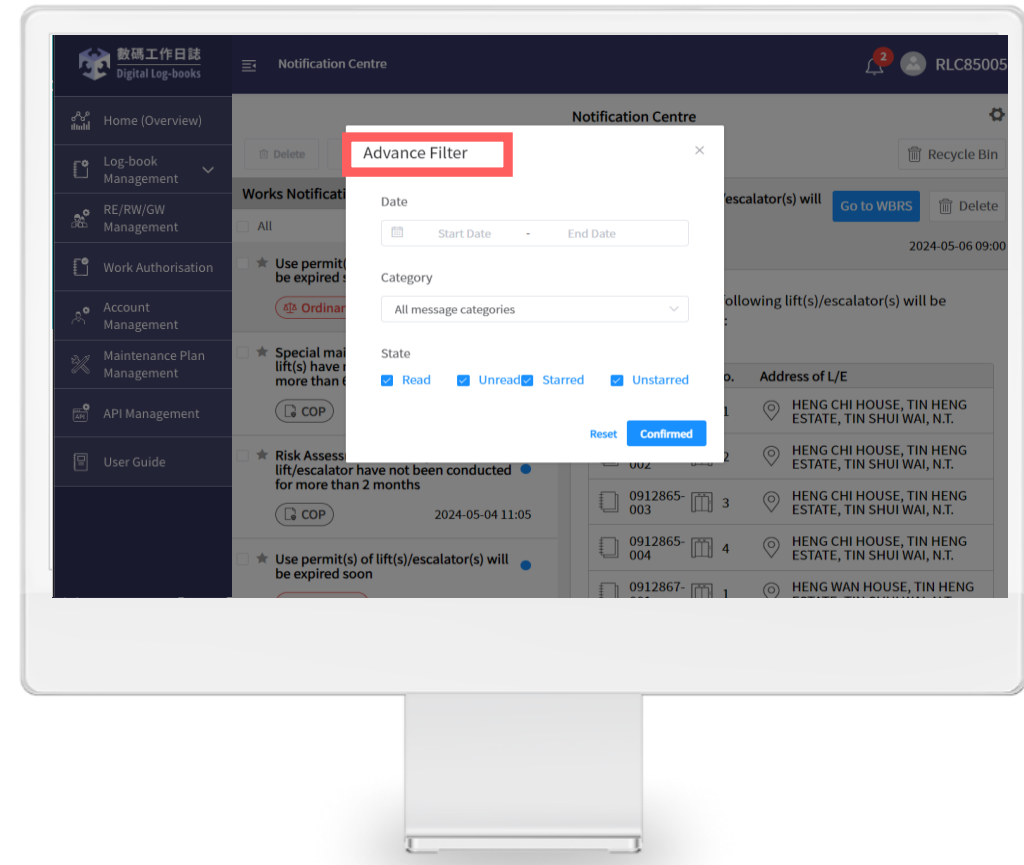 數碼工作日誌
Digital Log-books
Notification Centre
2
RLC85005
Home (Overview)
Log-book
Management
RE/RW/GW
Management
Work Authorisation
Account
Management
Maintenance Plan
Management
API Management
User Guide
Notification Centre
Delete
Recycle Bin
Works Notificati
All
Use permit(
be expired s
Ordinar
Special mai
lift(s) have
more than
COP
Risk Assess
lift/escalator have not been conducted
for more than 2 months
COP
2024-05-04 11:05
Use permit(s) of lift(s)/escalator(s) will
be expired soon
Advance Filter
Date
Start Date - End Date
Category
All message categories
State
Read Unread Starred Unstarred
Reset Confirmed
escalator(s) will
Go to WBRS
Delete
2024-05-06 09:00
ollowing lift(s)/escalator(s) will be
:
o. Address of L/E
1 HENG CHI HOUSE, TIN HENG
ESTATE, TIN SHUI WAI, N.T.
002 2 HENG CHI HOUSE, TIN HENG
ESTATE, TIN SHUI WAI, N.T.
0912865-
003 3 HENG CHI HOUSE, TIN HENG
ESTATE, TIN SHUI WAI, N.T.
0912865-
004 4 HENG CHI HOUSE, TIN HENG
ESTATE, TIN SHUI WAI, N.T.
0912867- 1 HENG WAN HOUSE, TIN HENG